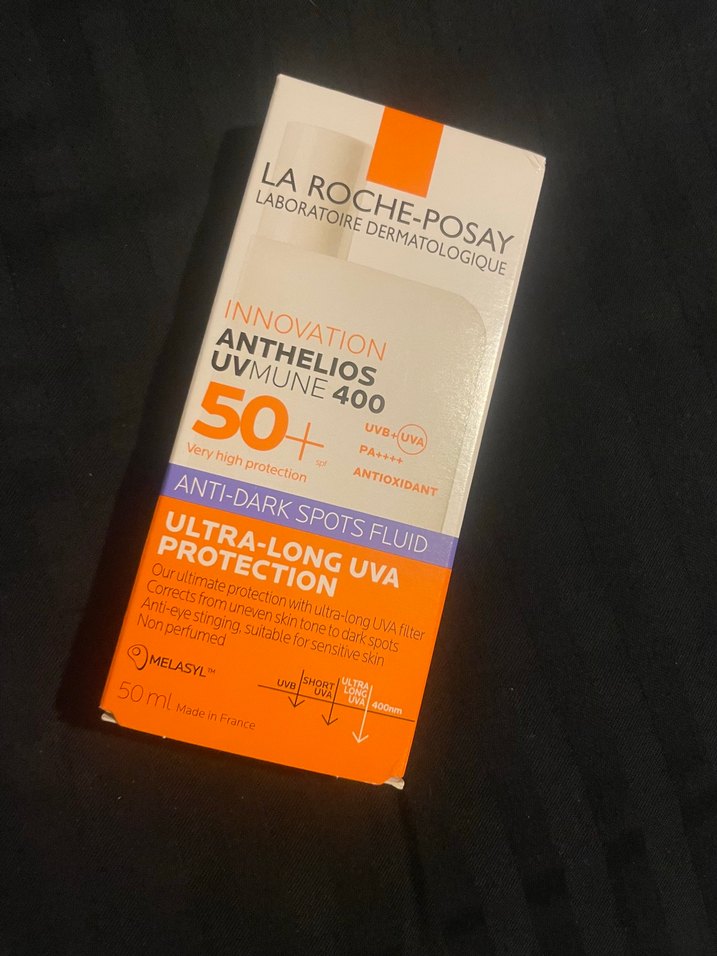 LA ROCHE-POSAY
LABORATOIRE DERMATOLOGIQUE
INNOVATION
ANTHELIOS
UVMUNE 400
50+
spf
Very high protection
UVB+UVA
PA++++
ANTIOXIDANT
ANTI-DARK SPOTS FLUID
ULTRA-LONG UVA
PROTECTION
Our ultimate protection with ultra-long UVA filter
Corrects from uneven skin tone to dark spots
Anti-eye stinging, suitable for sensitive skin
Non perfumed
MELASYL™
UVB
SHORT
UVA
ULTRA
LONG
UVA
400nm
50 ml Made in France